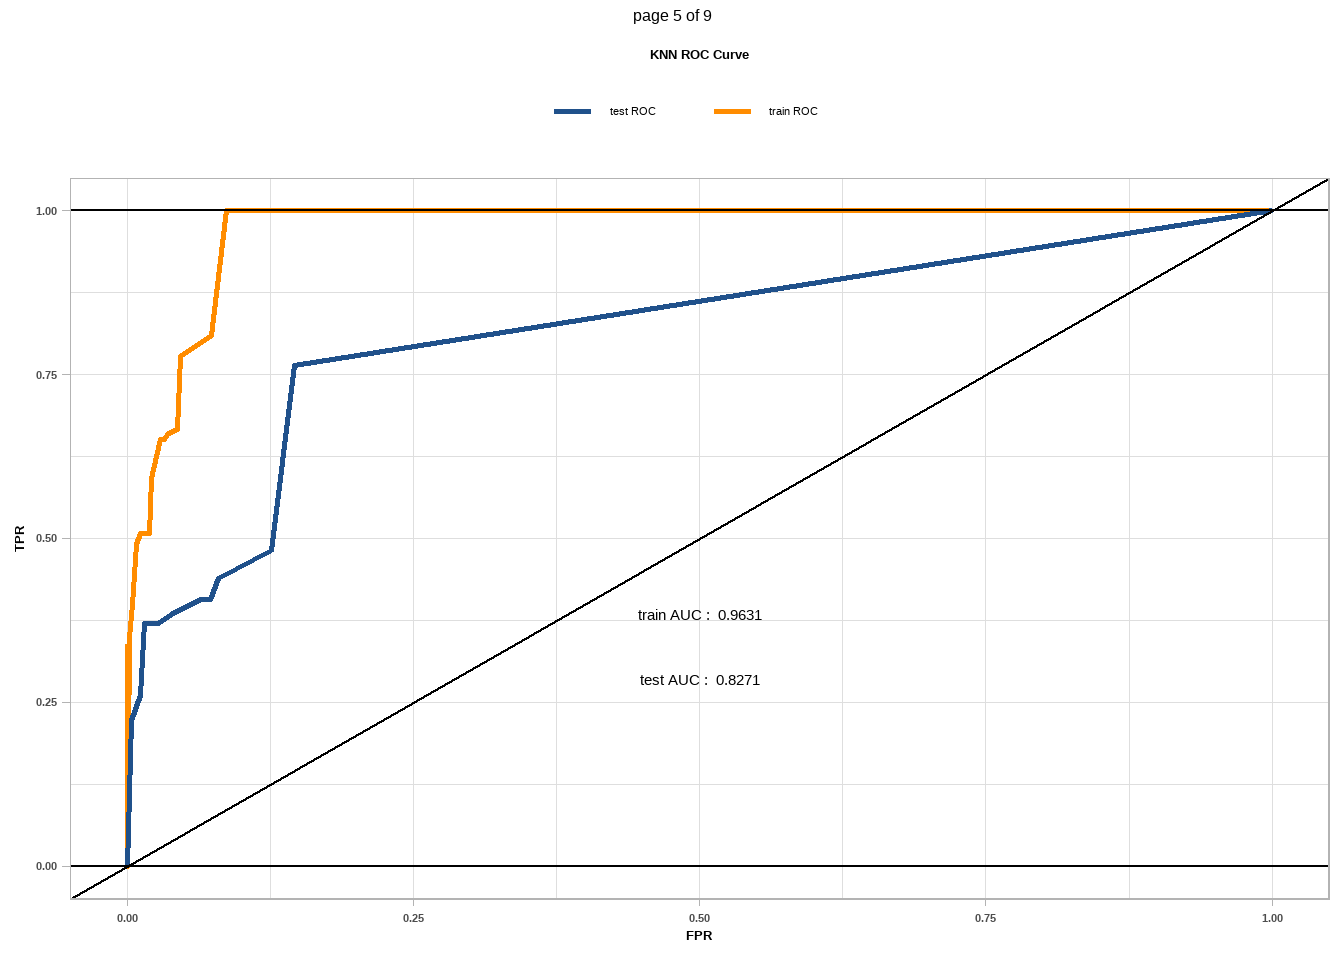 page 5 of 9
KNN ROC Curve
test ROC train ROC
1.00
0.75
0.50
0.25
0.00
TPR
train AUC :  0.9631
test AUC :  0.8271
0.00 0.25 0.50 0.75 1.00
FPR